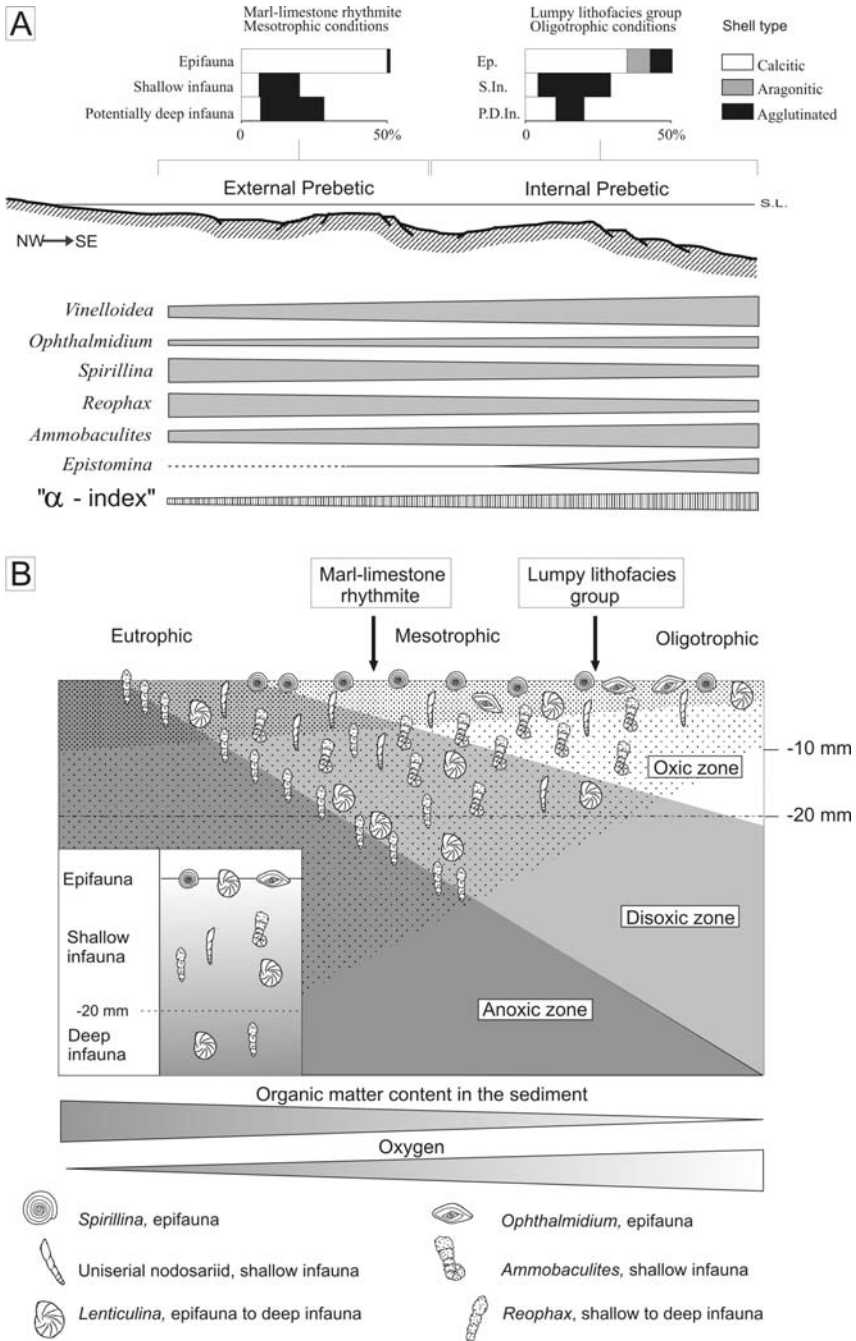 A
Marl-limestone rhythmite
Mesotrophic conditions
Lumpy lithofacies group
Oligotrophic conditions
Shell type
Epifauna
Shallow infauna
Potentially deep infauna
0
50%
Ep.
S.In.
P.D.In.
0
50%
Calcitic
Aragonitic
Agglutinated
External Prebetic
Internal Prebetic
S.L.
NW
SE
Vinelloidea
Ophthalmidium
Spirillina
Reophax
Ammobaculites
Epistomina
"α - index"
B
Marl-limestone
rhythmite
Lumpy lithofacies
group
Eutrophic
Mesotrophic
Oligotrophic
-10 mm
Oxic zone
-20 mm
Epifauna
Shallow
infauna
-20 mm
Deep
infauna
Disoxic zone
Anoxic zone
Organic matter content in the sediment
Oxygen
Spirillina, epifauna
Ophthalmidium, epifauna
Uniserial nodosariid, shallow infauna
Ammobaculites, shallow infauna
Lenticulina, epifauna to deep infauna
Reophax, shallow to deep infauna